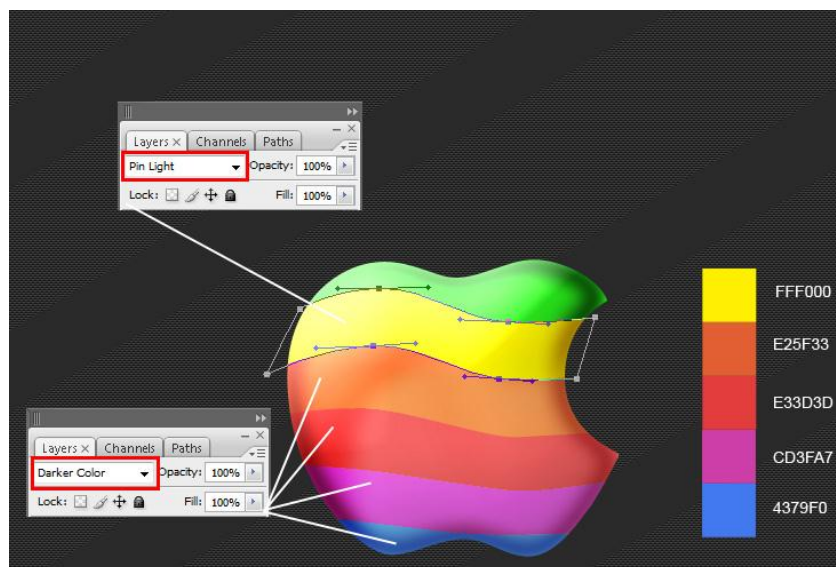 Layers × Channels Paths
Pin Light Opacity: 100%
Lock: Fill: 100%
FFF000
E25F33
E33D3D
CD3FA7
4379F0
Layers × Channels Paths
Darker Color Opacity: 100%
Lock: Fill: 100%